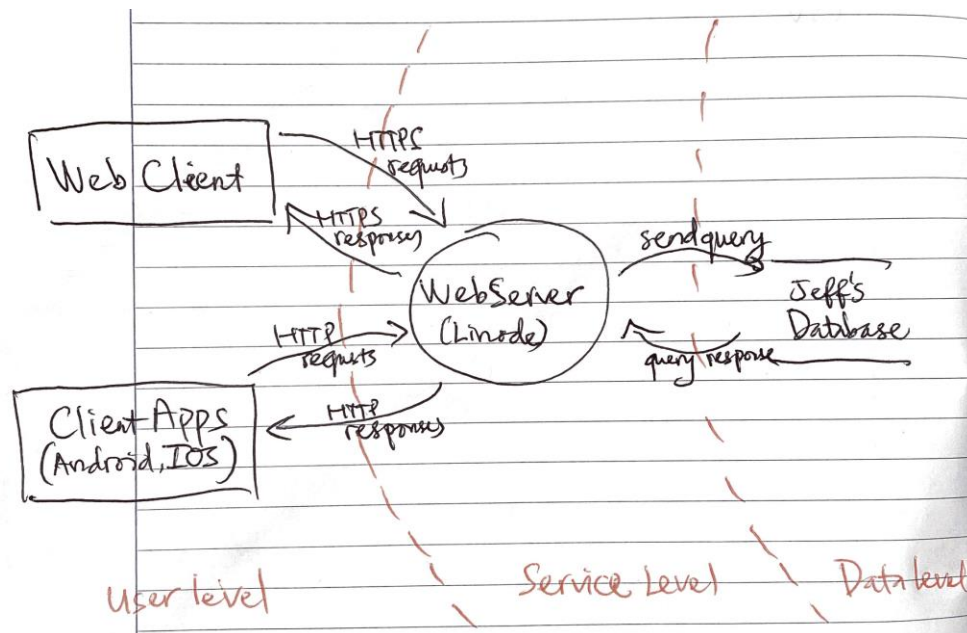 HTTPS
requests
Web Client
HTTPS
responses
sendquery
WebServer
(Linode)
Jeff's
Database
HTTP
requests
query response
Client Apps
(Android, IOS)
HTTP
responses
User level
Service Level
Data level